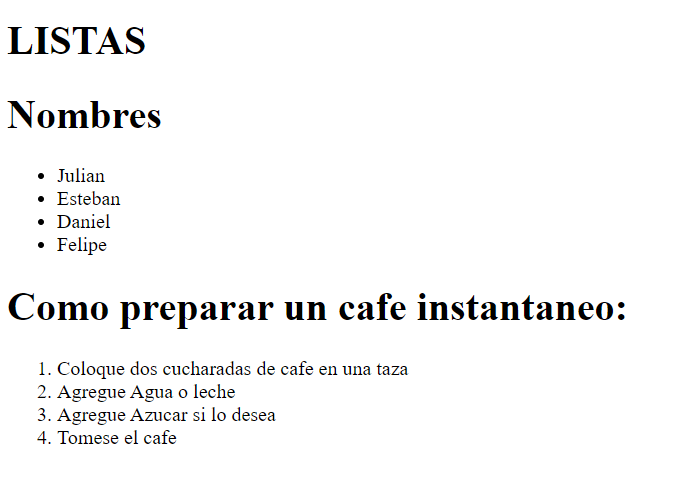 LISTAS
Nombres
• Julian
• Esteban
• Daniel
• Felipe
Como preparar un cafe instantaneo:
1. Coloque dos cucharadas de cafe en una taza
2. Agregue Agua o leche
3. Agregue Azucar si lo desea
4. Tomese el cafe